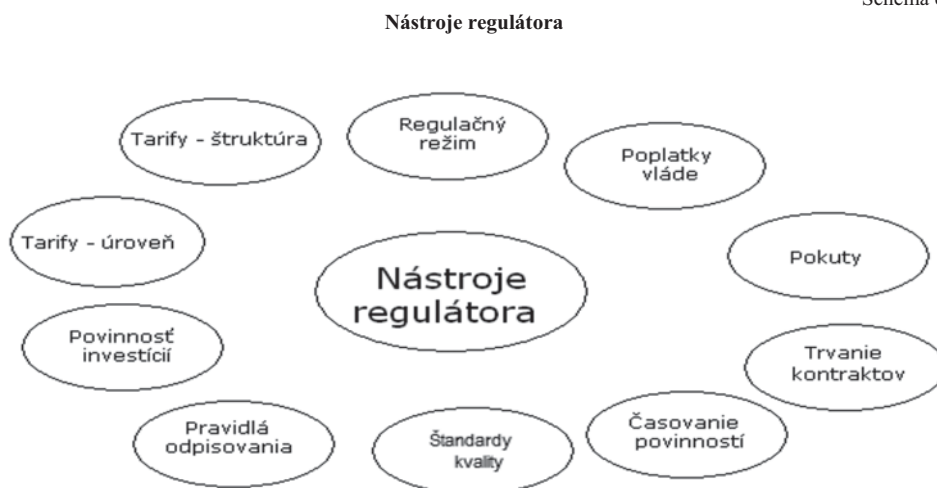 Schéma
Nástroje regulátora
Tarify - štruktúra
Regulačný
režim
Poplatky
vláde
Tarify - úroveň
Pokuty
Nástroje
regulátora
Povinnosť
investícií
Trvanie
kontraktov
Pravidlá
odpisovania
Štandardy
kvality
Časovanie
povinností